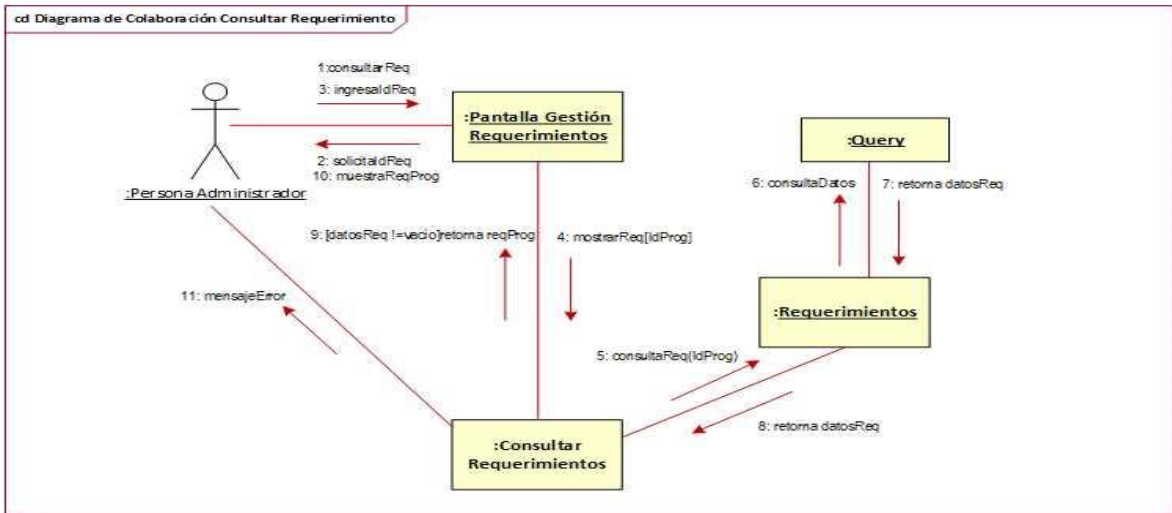 cd Diagrama de Colaboración Consultar Requerimiento
1:consultarReq
3: ingresaIdReq
:Pantalla Gestión
Requerimientos
:Query
2: solicitaIdReq
10: muestraReqProg
:Persona Administrador
6: consultaDatos
7: retorna datosReq
9: [datosReq !=vacio]retorna reqProg
4: mostrarReq[IdProg]
11: mensajeError
:Requerimientos
5: consultaReq(IdProg)
8: retorna datosReq
:Consultar
Requerimientos